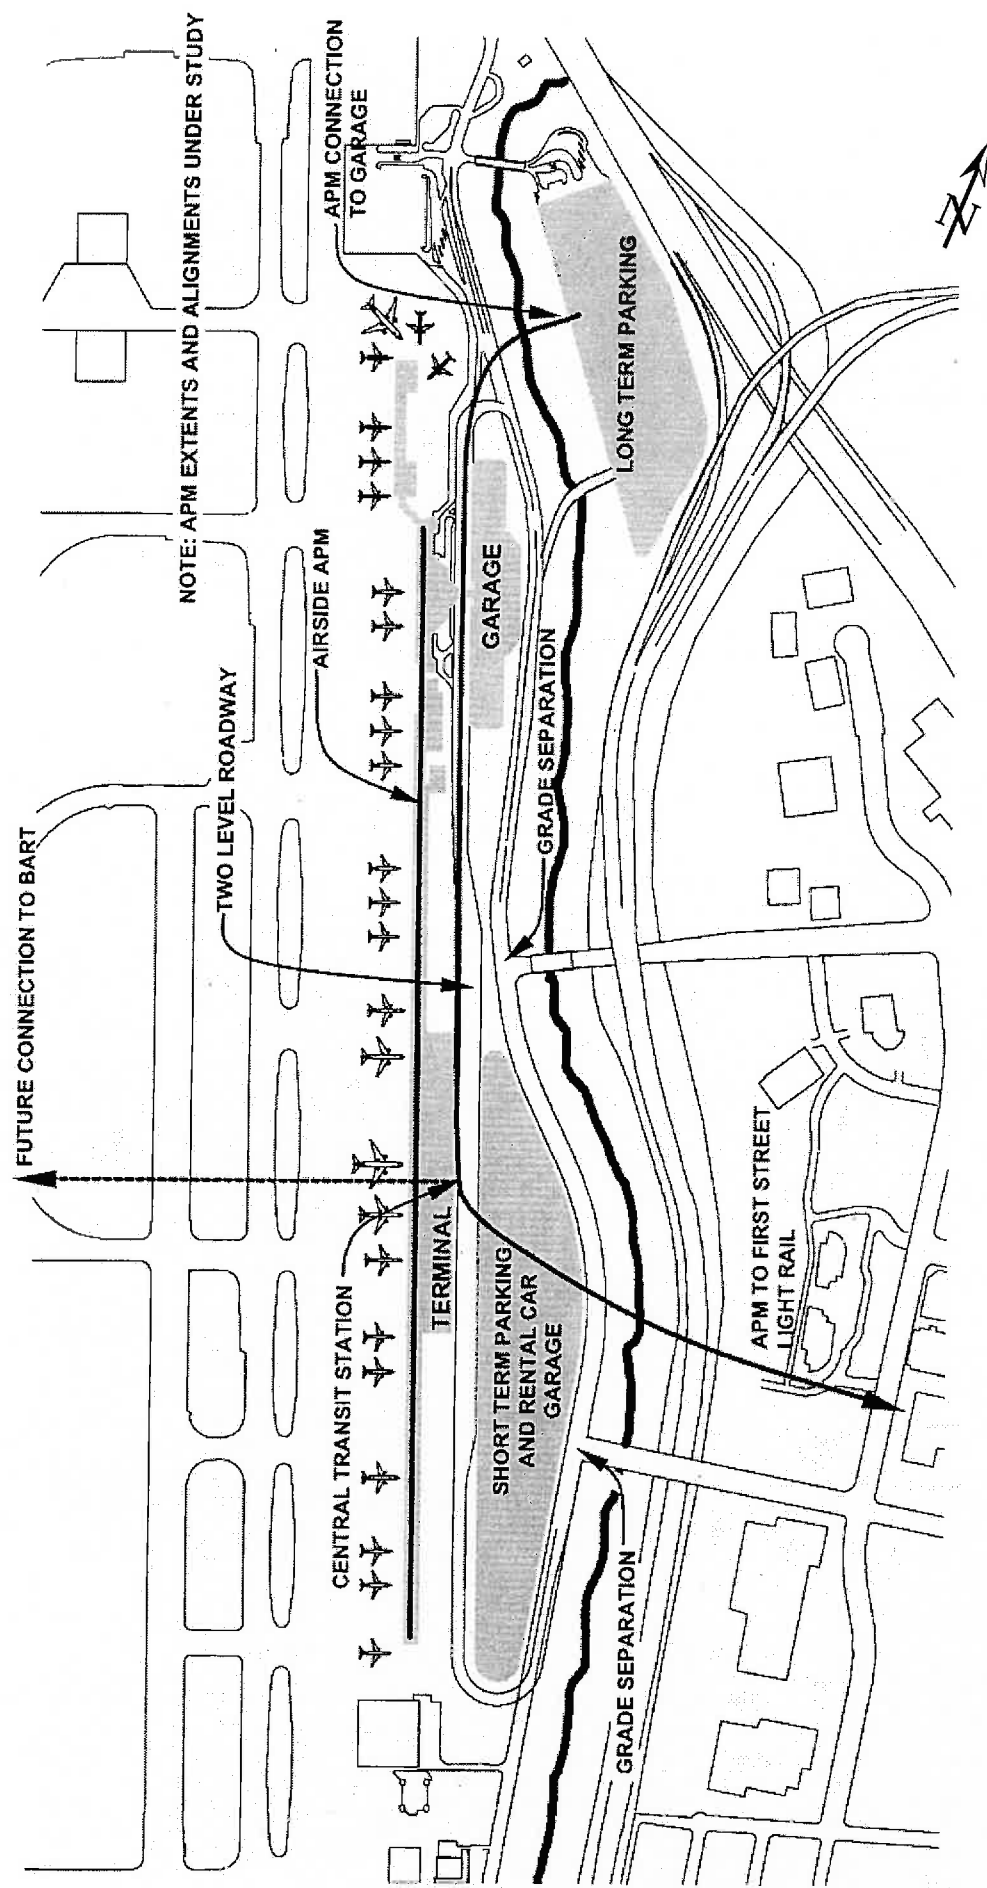 FUTURE CONNECTION TO BART
NOTE: APM EXTENTS AND ALIGNMENTS UNDER STUDY
TWO LEVEL ROADWAY
AIRSIDE APM
APM CONNECTION
TO GARAGE
CENTRAL TRANSIT STATION
TERMINAL
GARAGE
SHORT TERM PARKING
AND RENTAL CAR
GARAGE
GRADE SEPARATION
LONG TERM PARKING
GRADE SEPARATION
APM TO FIRST STREET
LIGHT RAIL
N